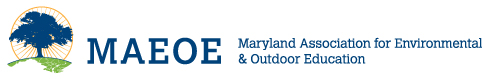 MAEOE
Maryland Association for Environmental
& Outdoor Education